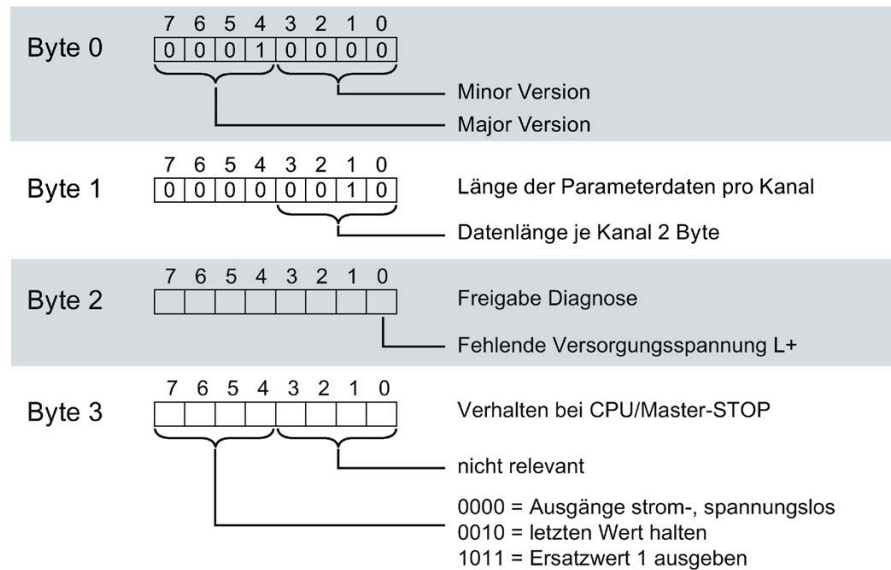 7 6 5 4 3 2 1 0
Byte 0 0 0 0 1 0 0 0 0
Minor Version
Major Version
7 6 5 4 3 2 1 0
Byte 1 0 0 0 0 0 0 1 0 Länge der Parameterdaten pro Kanal
Datenlänge je Kanal 2 Byte
7 6 5 4 3 2 1 0
Byte 2 Freigabe Diagnose
Fehlende Versorgungsspannung L+
7 6 5 4 3 2 1 0
Byte 3 Verhalten bei CPU/Master-STOP
nicht relevant
0000 = Ausgänge strom-, spannungslos
0010 = letzten Wert halten
1011 = Ersatzwert 1 ausgeben